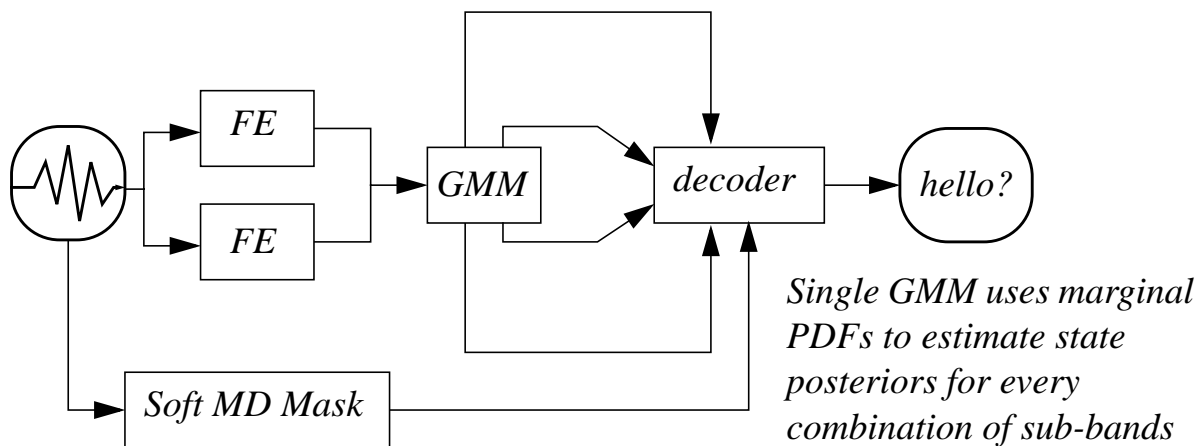 FE
FE
GMM
decoder
hello?
Soft MD Mask
Single GMM uses marginal
PDFs to estimate state
posteriors for every
combination of sub-bands